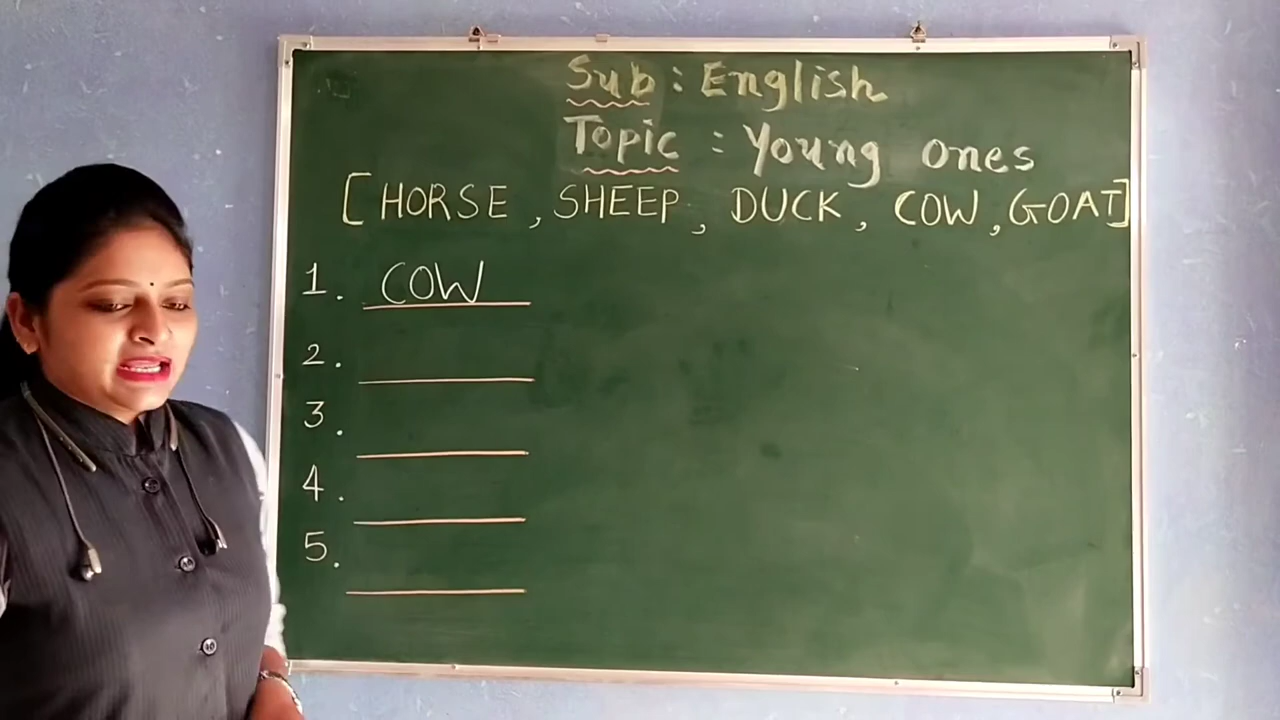 Sub : English
Topic : Young ones
[HORSE , SHEEP , DUCK , COW , GOAT]
1. COW
2.
3.
4.
5.